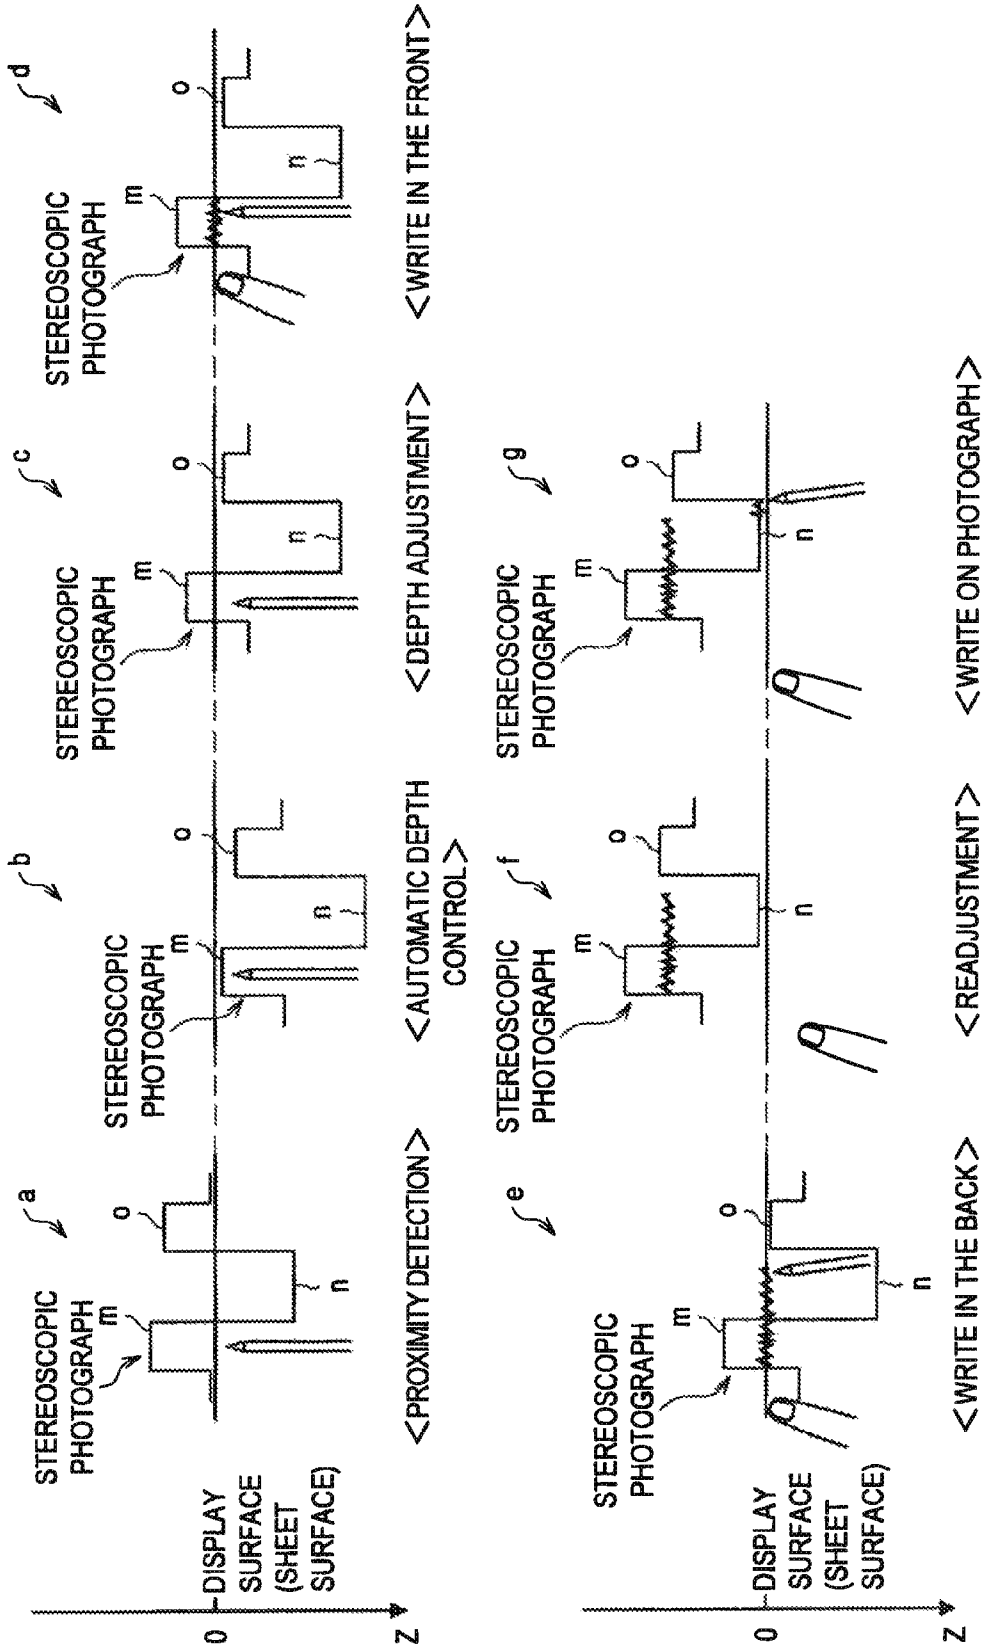 a
STEREOSCOPIC
PHOTOGRAPH
m
o
n
<PROXIMITY DETECTION>
b
STEREOSCOPIC
PHOTOGRAPH
m
o
n
<AUTOMATIC DEPTH
CONTROL>
c
STEREOSCOPIC
PHOTOGRAPH
m
o
n
<DEPTH ADJUSTMENT>
d
STEREOSCOPIC
PHOTOGRAPH
m
o
n
<WRITE IN THE FRONT>
0
DISPLAY
SURFACE
(SHEET
SURFACE)
Z
e
STEREOSCOPIC
PHOTOGRAPH
m
o
n
<WRITE IN THE BACK>
f
STEREOSCOPIC
PHOTOGRAPH
m
o
n
<READJUSTMENT>
g
STEREOSCOPIC
PHOTOGRAPH
m
o
n
<WRITE ON PHOTOGRAPH>
0
DISPLAY
SURFACE
(SHEET
SURFACE)
Z